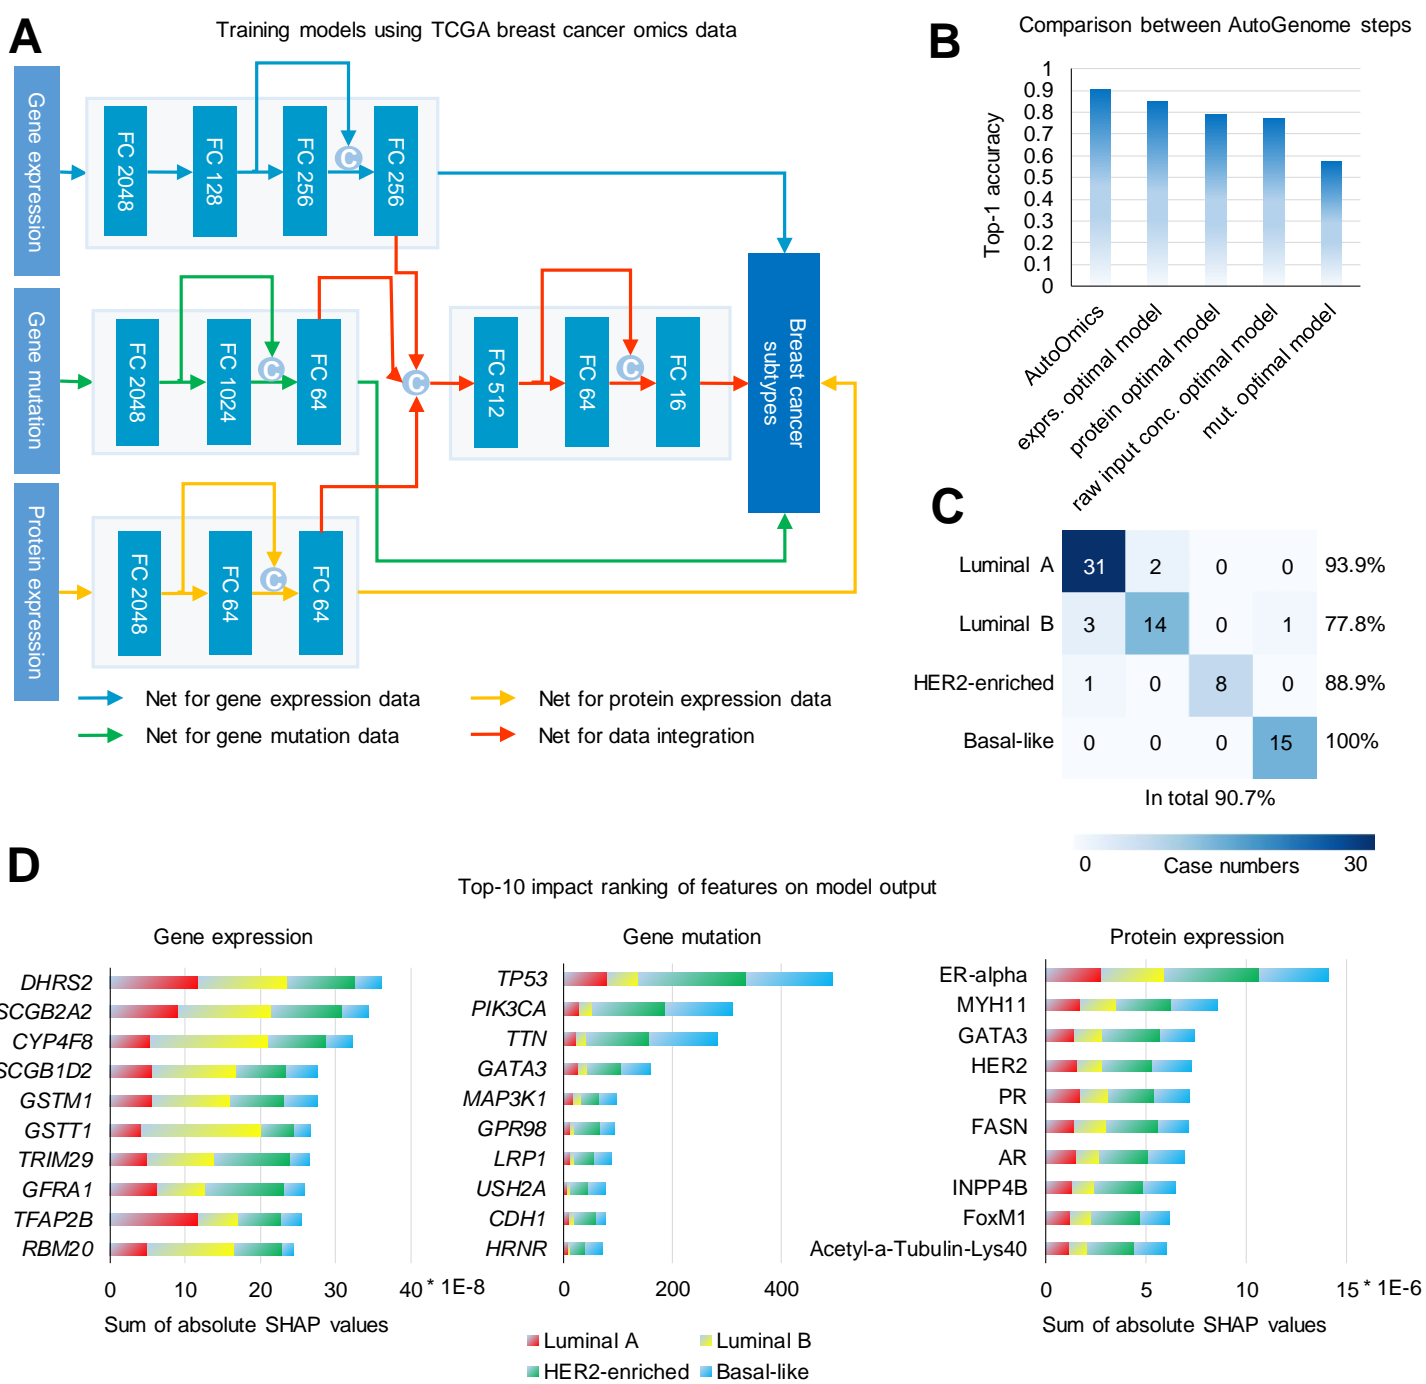 A
Training models using TCGA breast cancer omics data
Gene expression
FC 2048
FC 128
FC 256
C
FC 256
Gene mutation
FC 2048
FC 1024
C
FC 64
C
FC 512
FC 64
C
FC 16
Breast cancer
subtypes
Protein expression
FC 2048
FC 64
C
FC 64
Net for gene expression data
Net for protein expression data
Net for gene mutation data
Net for data integration
B
Comparison between AutoGenome steps
Top-1 accuracy
1
0.9
0.8
0.7
0.6
0.5
0.4
0.3
0.2
0.1
0
AutoOmics
exprs. optimal model
protein optimal model
raw input conc. optimal model
mut. optimal model
C
Luminal A 31 2 0 0 93.9%
Luminal B 3 14 0 1 77.8%
HER2-enriched 1 0 8 0 88.9%
Basal-like 0 0 0 15 100%
In total 90.7%
0 Case numbers 30
D
Top-10 impact ranking of features on model output
Gene expression
DHRS2
SCGB2A2
CYP4F8
SCGB1D2
GSTM1
GSTT1
TRIM29
GFRA1
TFAP2B
RBM20
0 10 20 30 40 * 1E-8
Sum of absolute SHAP values
Gene mutation
TP53
PIK3CA
TTN
GATA3
MAP3K1
GPR98
LRP1
USH2A
CDH1
HRNR
0 200 400
Protein expression
ER-alpha
MYH11
GATA3
HER2
PR
FASN
AR
INPP4B
FoxM1
Acetyl-a-Tubulin-Lys40
0 5 10 15 * 1E-6
Sum of absolute SHAP values
Luminal A Luminal B
HER2-enriched Basal-like